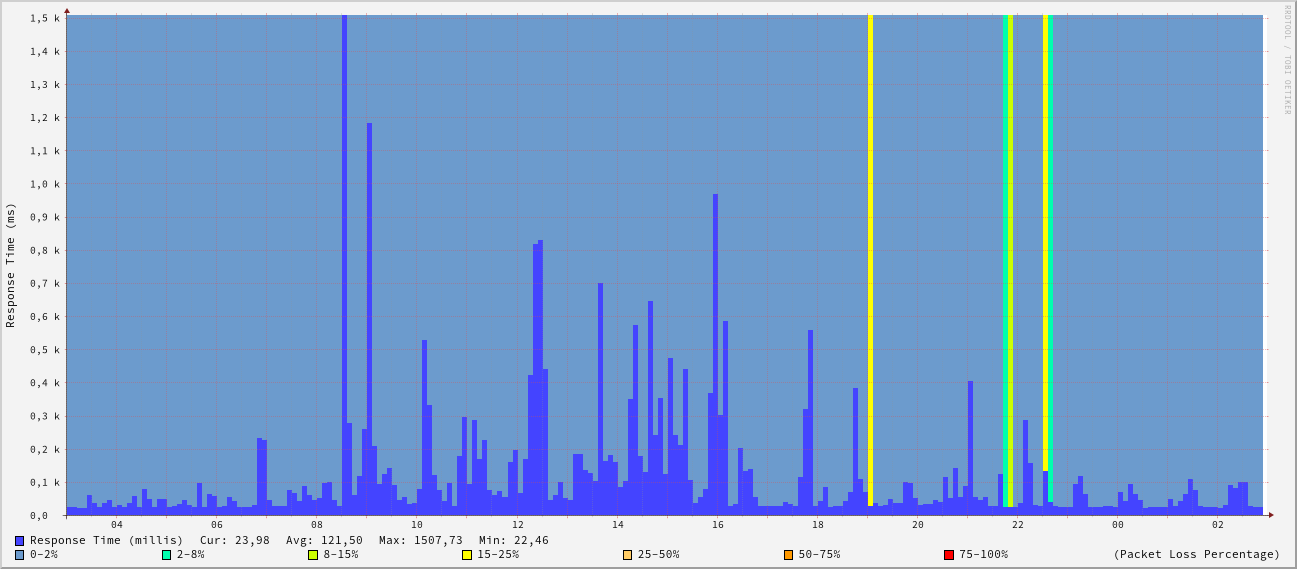 RRDTOOL / TOBI OETIKER
Response Time (ms)
1,5 k
1,4 k
1,3 k
1,2 k
1,1 k
1,0 k
0,9 k
0,8 k
0,7 k
0,6 k
0,5 k
0,4 k
0,3 k
0,2 k
0,1 k
0,0
04 06 08 10 12 14 16 18 20 22 00 02
Response Time (millis) Cur: 23,98 Avg: 121,50 Max: 1507,73 Min: 22,46
0-2% 2-8% 8-15% 15-25% 25-50% 50-75% 75-100% (Packet Loss Percentage)